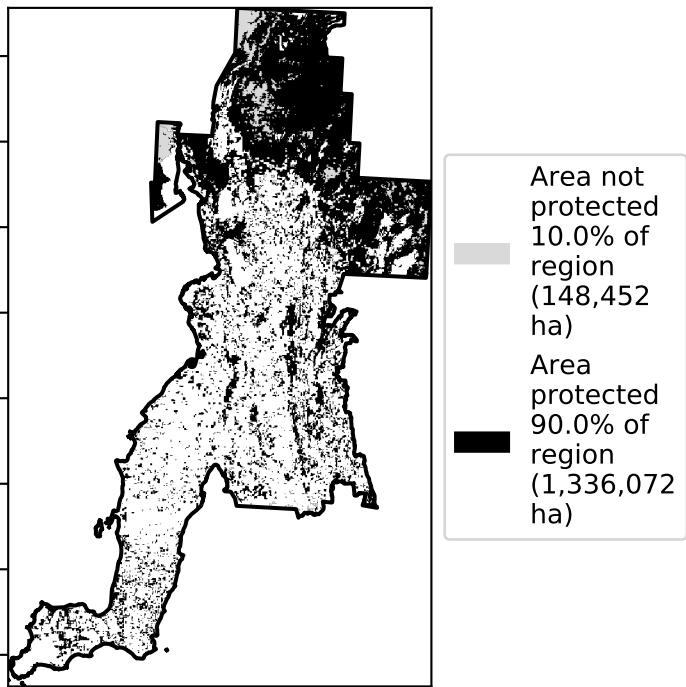 Area not
protected
10.0% of
region
(148,452
ha)
Area
protected
90.0% of
region
(1,336,072
ha)